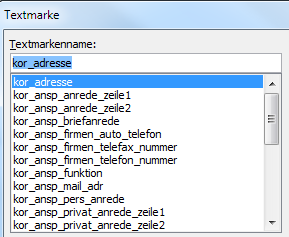 Textmarke
Textmarkenname:
kor_adresse
kor_adresse
kor_ansp_anrede_zeile1
kor_ansp_anrede_zeile2
kor_ansp_briefanrede
kor_ansp_firmen_auto_telefon
kor_ansp_firmen_telefax_nummer
kor_ansp_firmen_telefon_nummer
kor_ansp_funktion
kor_ansp_mail_adr
kor_ansp_pers_anrede
kor_ansp_privat_anrede_zeile1
kor_ansp_privat_anrede_zeile2